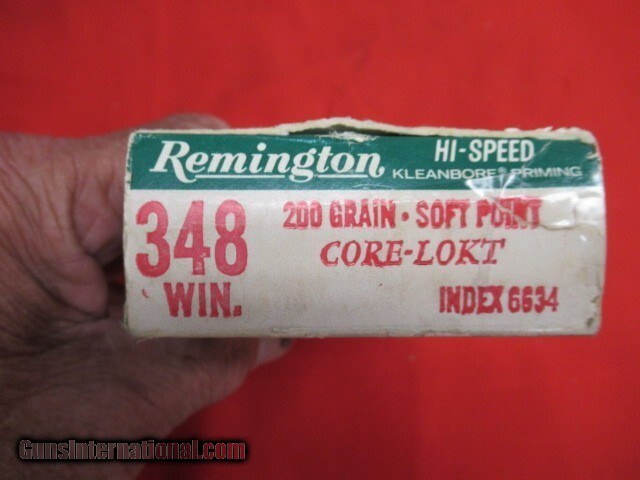 Remington HI-SPEED
KLEANBORE® PRIMING
348 200 GRAIN • SOFT POINT
CORE-LOKT
WIN. INDEX 6634
GunsInternational.com